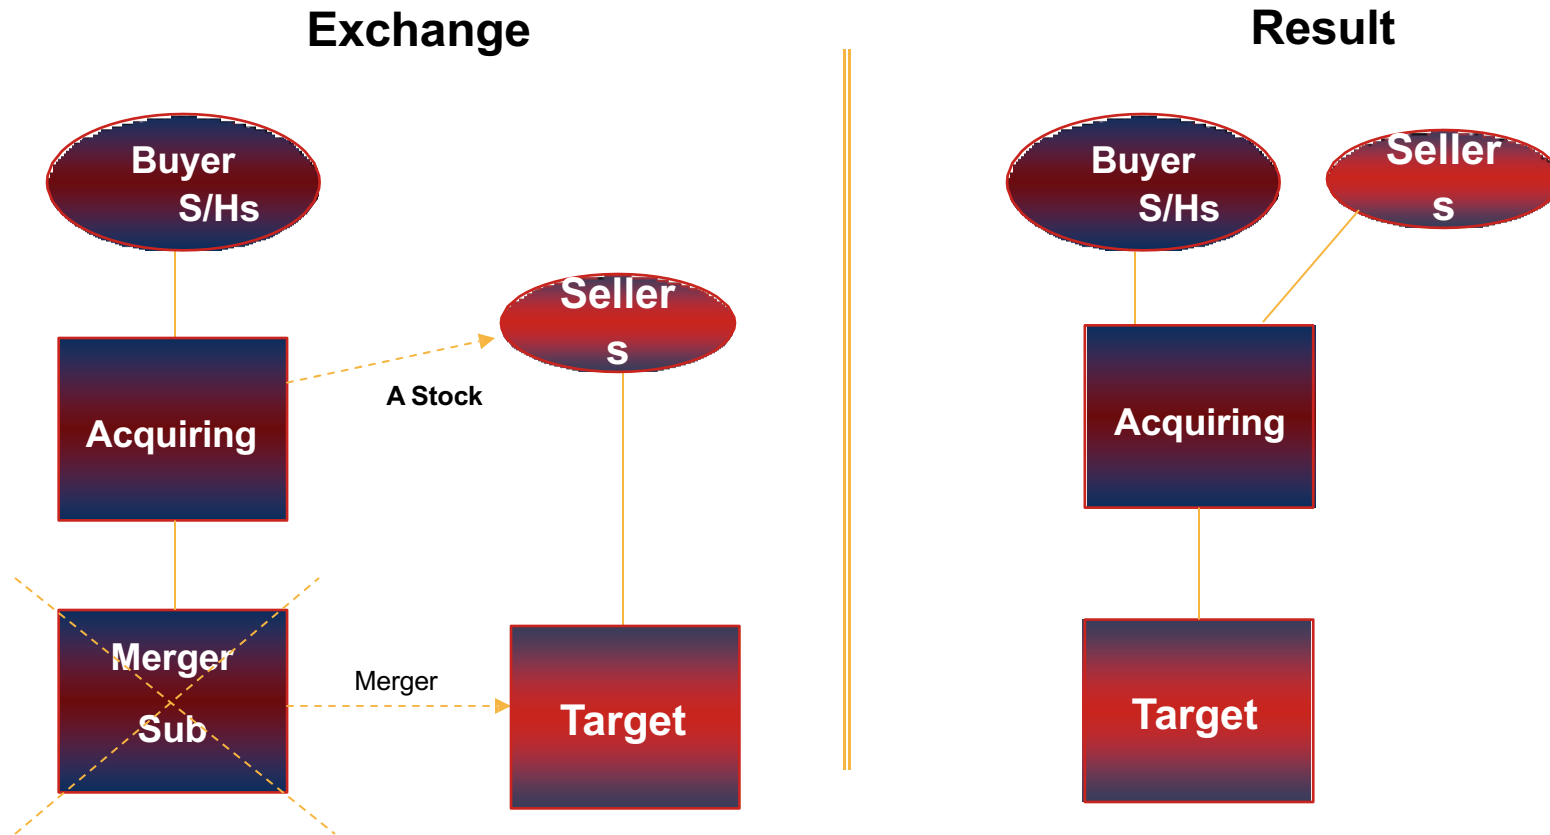 Exchange
Buyer
S/Hs
Seller
s
A Stock
Acquiring
Merger
Sub
Merger
Target
Result
Buyer
S/Hs
Seller
s
Acquiring
Target